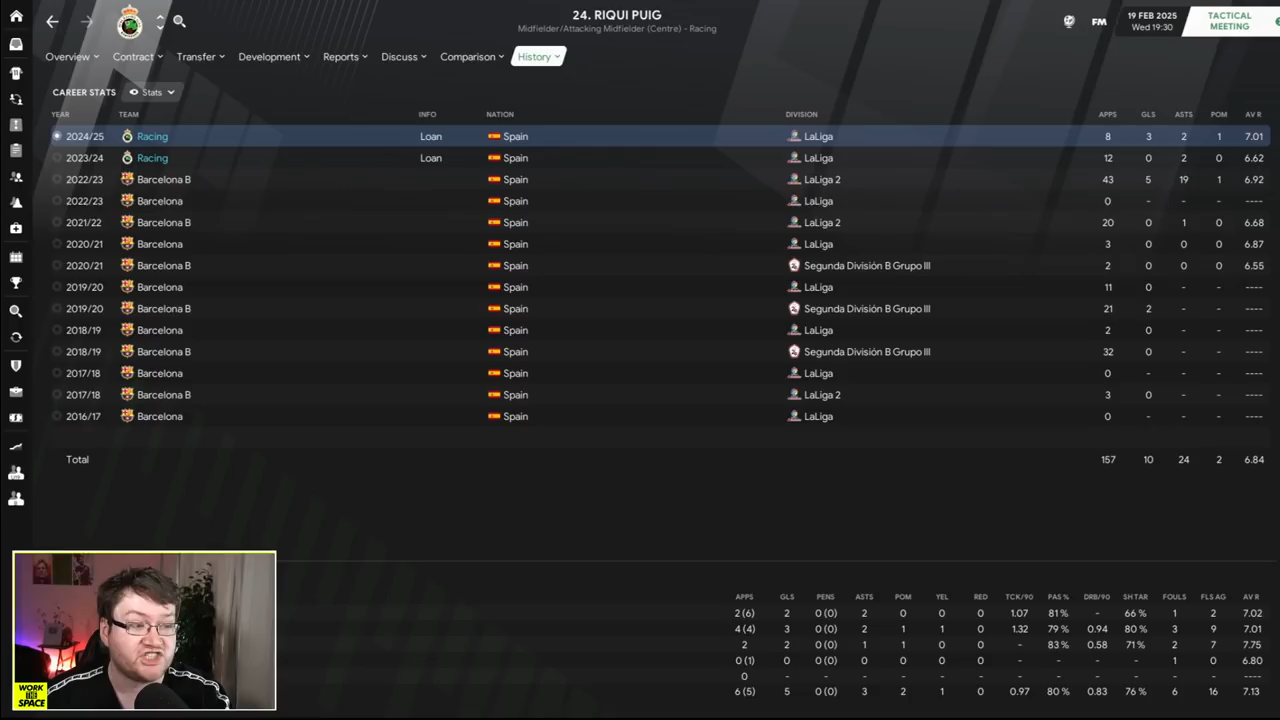 24. RIQUI PUIG
Midfielder/Attacking Midfielder (Centre) - Racing
FM
19 FEB 2025
Wed 19:30
TACTICAL
MEETING
Overview Contract Transfer Development Reports Discuss Comparison History
CAREER STATS Stats
YEAR TEAM INFO NATION DIVISION APPS GLS ASTS POM AV R
2024/25 Racing Loan Spain LaLiga 8 3 2 1 7.01
2023/24 Racing Loan Spain LaLiga 12 0 2 0 6.62
2022/23 Barcelona B Spain LaLiga 2 43 5 19 1 6.92
2022/23 Barcelona Spain LaLiga 0 - - - ----
2021/22 Barcelona B Spain LaLiga 2 20 0 1 0 6.68
2020/21 Barcelona Spain LaLiga 3 0 0 0 6.87
2020/21 Barcelona B Spain Segunda División B Grupo III 2 0 0 0 6.55
2019/20 Barcelona Spain LaLiga 11 0 - - ----
2019/20 Barcelona B Spain Segunda División B Grupo III 21 2 - - ----
2018/19 Barcelona Spain LaLiga 2 0 - - ----
2018/19 Barcelona B Spain Segunda División B Grupo III 32 0 - - ----
2017/18 Barcelona Spain LaLiga 0 - - - ----
2017/18 Barcelona B Spain LaLiga 2 3 0 - - ----
2016/17 Barcelona Spain LaLiga 0 - - - ----
Total 157 10 24 2 6.84
APPS GLS PENS ASTS POM YEL RED TCK/90 PAS % DRB/90 SH TAR FOULS FLS AG AV R
2 (6) 2 0 (0) 2 0 0 0 1.07 81 % - 66 % 1 2 7.02
4 (4) 3 0 (0) 2 1 1 0 1.32 79 % 0.94 80 % 3 9 7.01
2 2 0 (0) 1 1 0 0 - 83 % 0.58 71 % 2 7 7.75
0 (1) 0 0 (0) 0 0 0 0 - - - - 1 0 6.80
0 - - - - - - - - - - - - ----
6 (5) 5 0 (0) 3 2 1 0 0.97 80 % 0.83 76 % 6 16 7.13
WORK
THE
SPACE